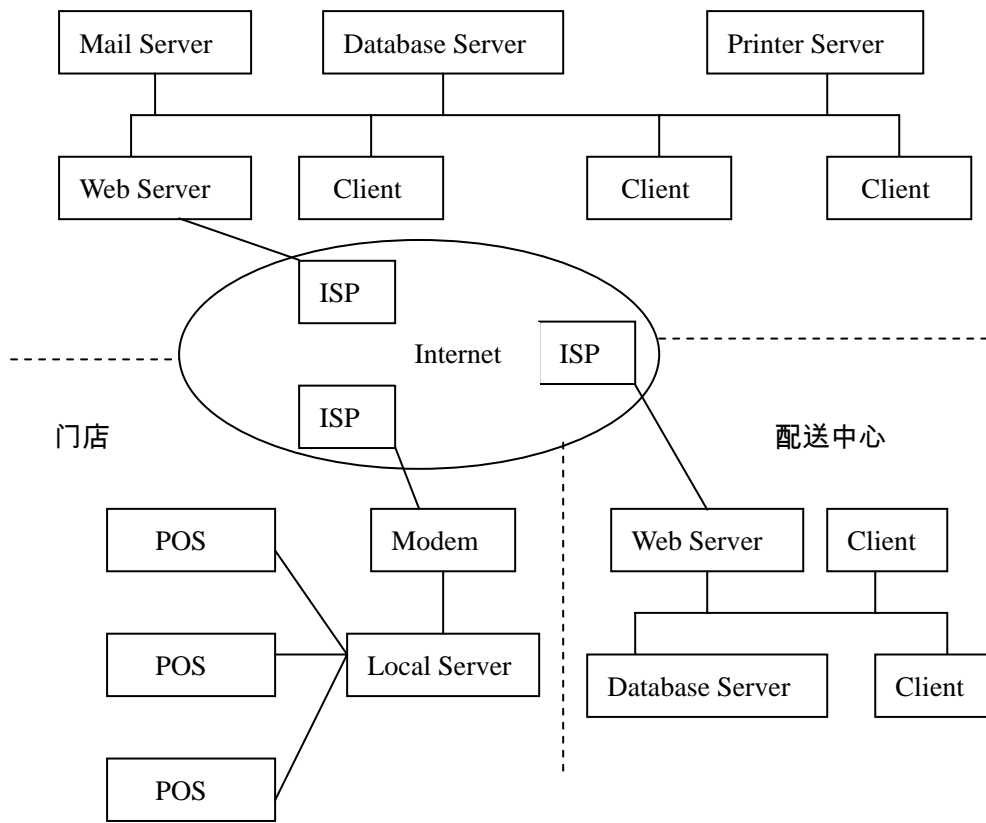 Mail Server
Database Server
Printer Server
Web Server
Client
Client
Client
ISP
Internet
ISP
ISP
门店
配送中心
POS
Modem
Web Server
Client
POS
Local Server
Database Server
Client
POS